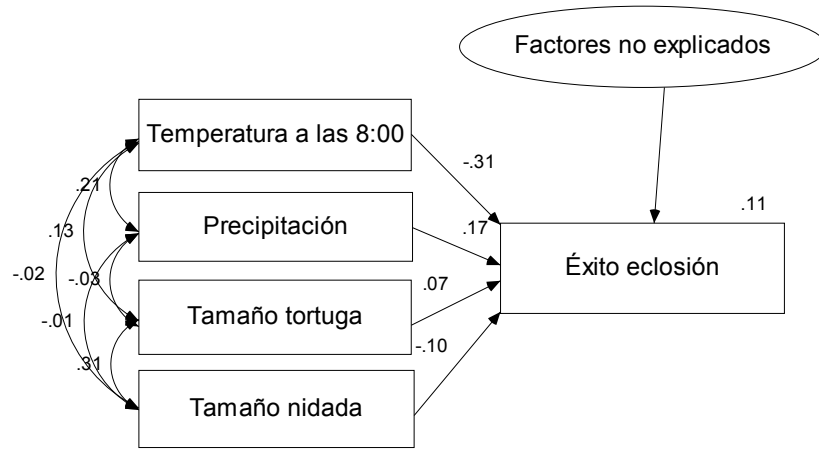 Factores no explicados
Temperatura a las 8:00
-.31
.21
.11
Precipitación
.17
.13
Éxito eclosión
-.02
-.03
.07
Tamaño tortuga
-.01
-.10
.31
Tamaño nidada